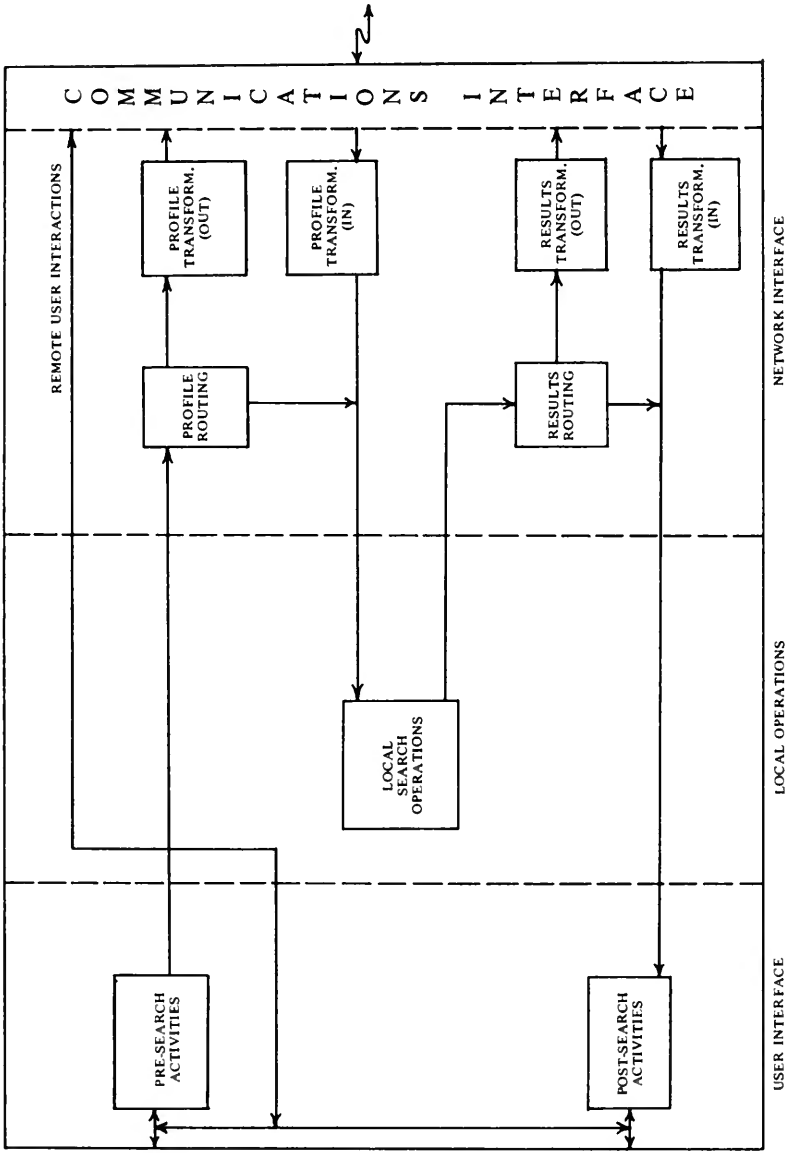 COMMUNICATIONS INTERFACE
REMOTE USER INTERACTIONS
PROFILE
TRANSFORM.
(OUT)
PROFILE
TRANSFORM.
(IN)
RESULTS
TRANSFORM.
(OUT)
RESULTS
TRANSFORM.
(IN)
PROFILE
ROUTING
RESULTS
ROUTING
NETWORK INTERFACE
LOCAL
SEARCH
OPERATIONS
LOCAL OPERATIONS
PRE-SEARCH
ACTIVITIES
POST-SEARCH
ACTIVITIES
USER INTERFACE